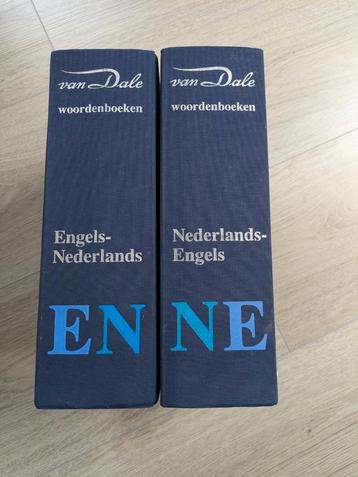 van Dale
woordenboeken
Engels-
Nederlands
EN
van Dale
woordenboeken
Nederlands-
Engels
NE